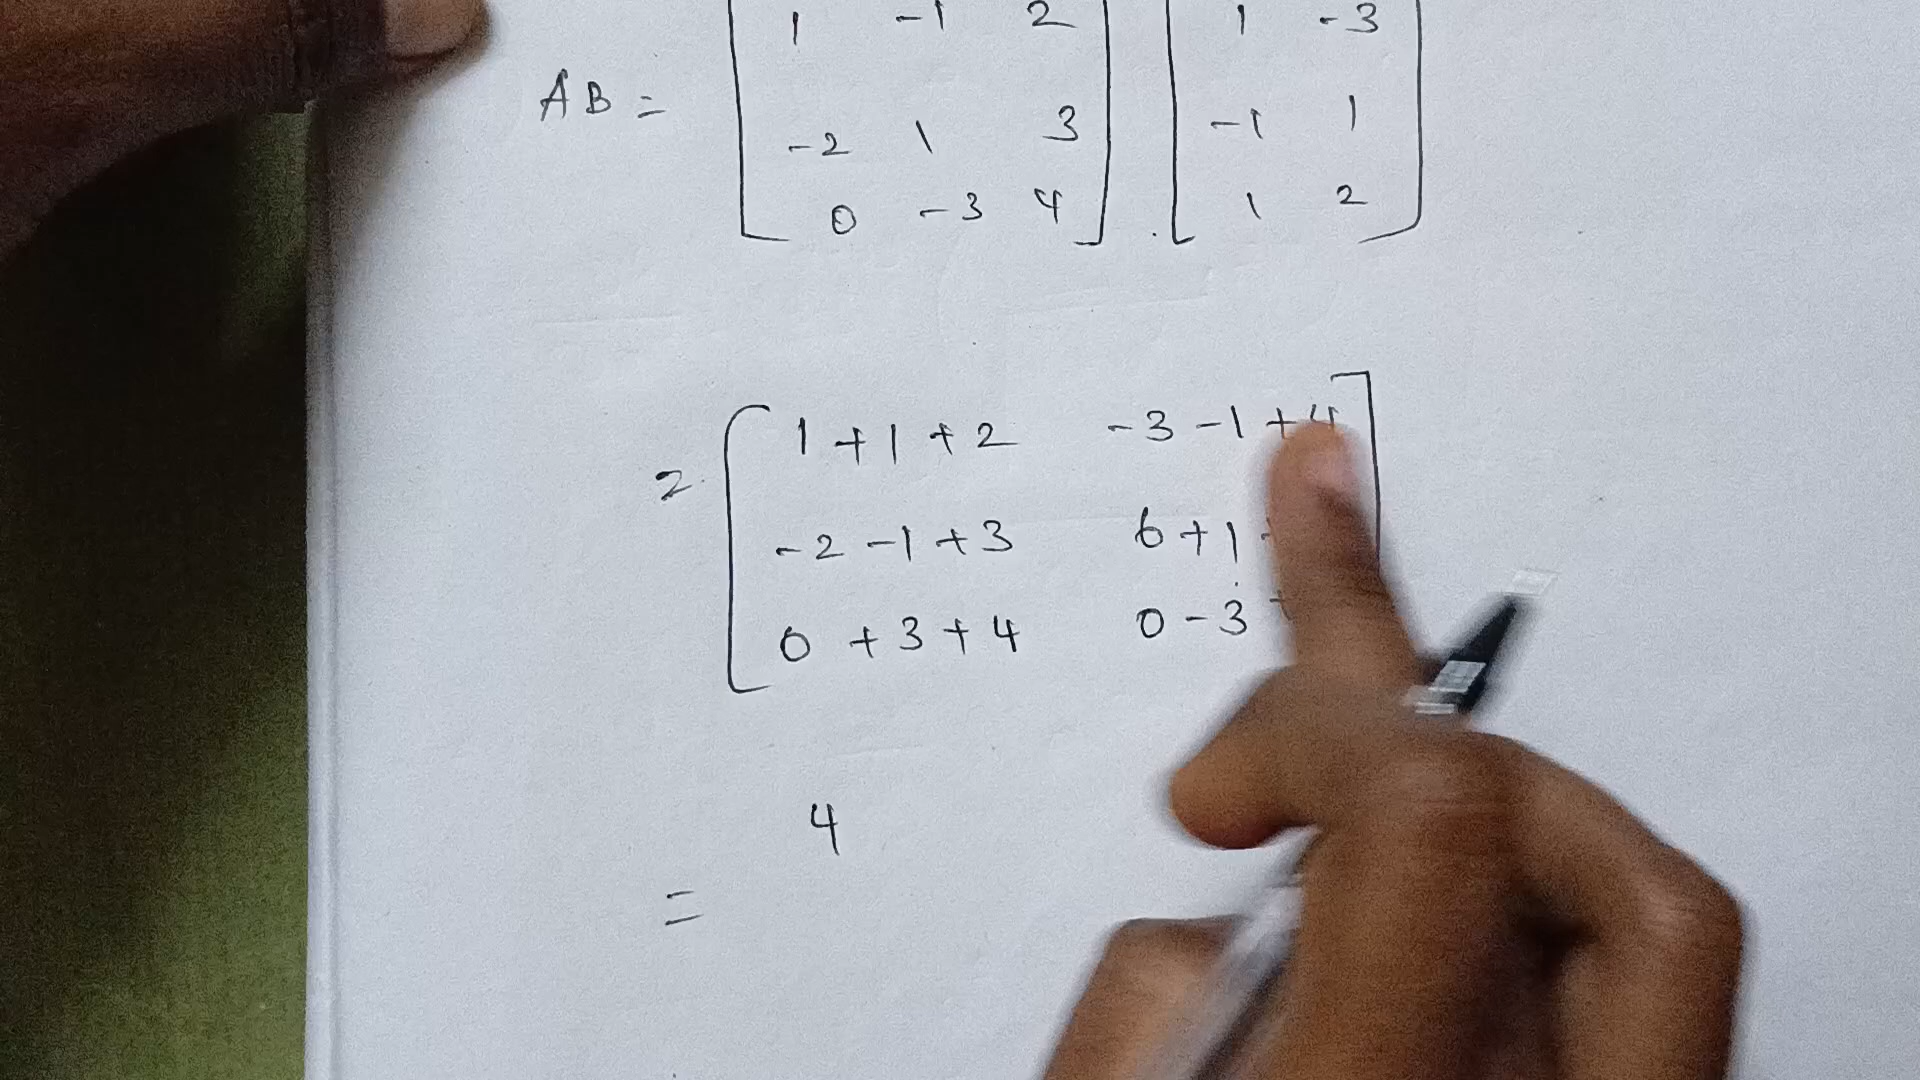 1 -1 2 1 -3
AB =
-2 1 3 -1 1
0 -3 4 1 2
1 + 1 + 2 -3 -1 + 4
=
-2 -1 + 3 6 + 1
0 + 3 + 4 0 - 3
4
=